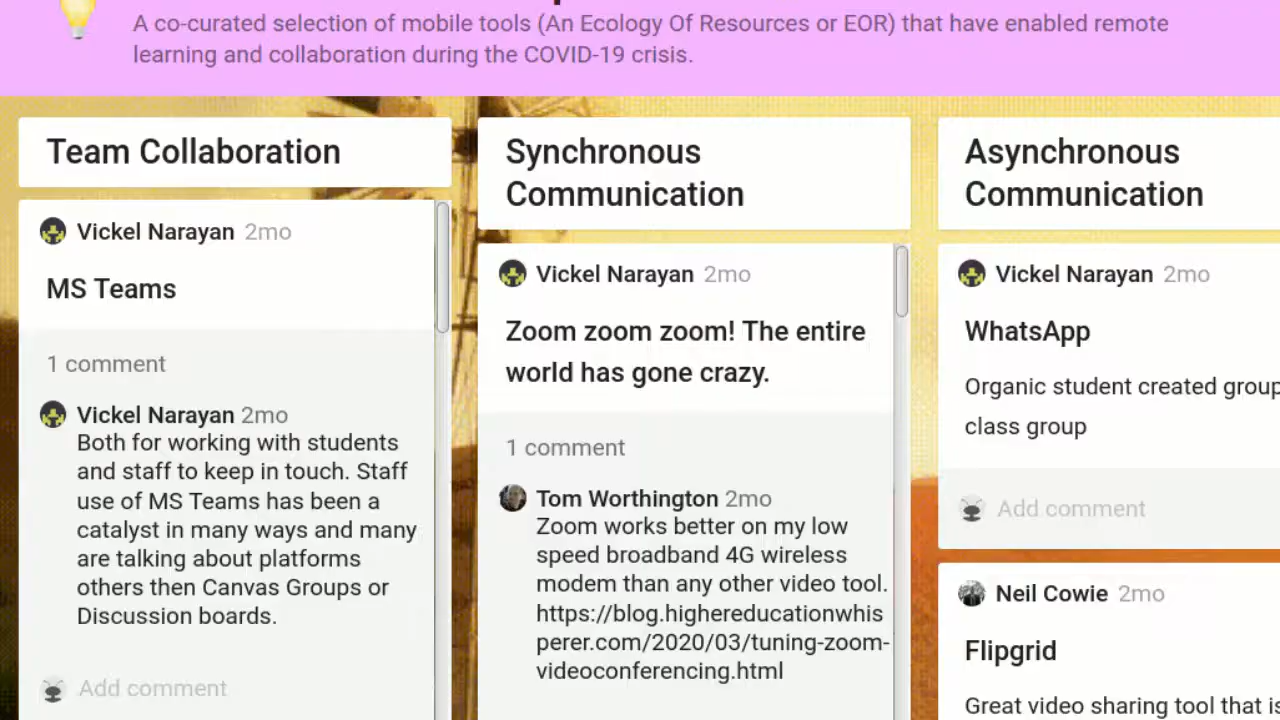 A co-curated selection of mobile tools (An Ecology Of Resources or EOR) that have enabled remote
learning and collaboration during the COVID-19 crisis.
Team Collaboration
Vickel Narayan 2mo
MS Teams
1 comment
Vickel Narayan 2mo
Both for working with students
and staff to keep in touch. Staff
use of MS Teams has been a
catalyst in many ways and many
are talking about platforms
others then Canvas Groups or
Discussion boards.
Add comment
Synchronous
Communication
Vickel Narayan 2mo
Zoom zoom zoom! The entire
world has gone crazy.
1 comment
Tom Worthington 2mo
Zoom works better on my low
speed broadband 4G wireless
modem than any other video tool.
https://blog.highereducationwhis
perer.com/2020/03/tuning-zoom-
videoconferencing.html
Asynchronous
Communication
Vickel Narayan 2mo
WhatsApp
Organic student created group
class group
Add comment
Neil Cowie 2mo
Flipgrid
Great video sharing tool that is